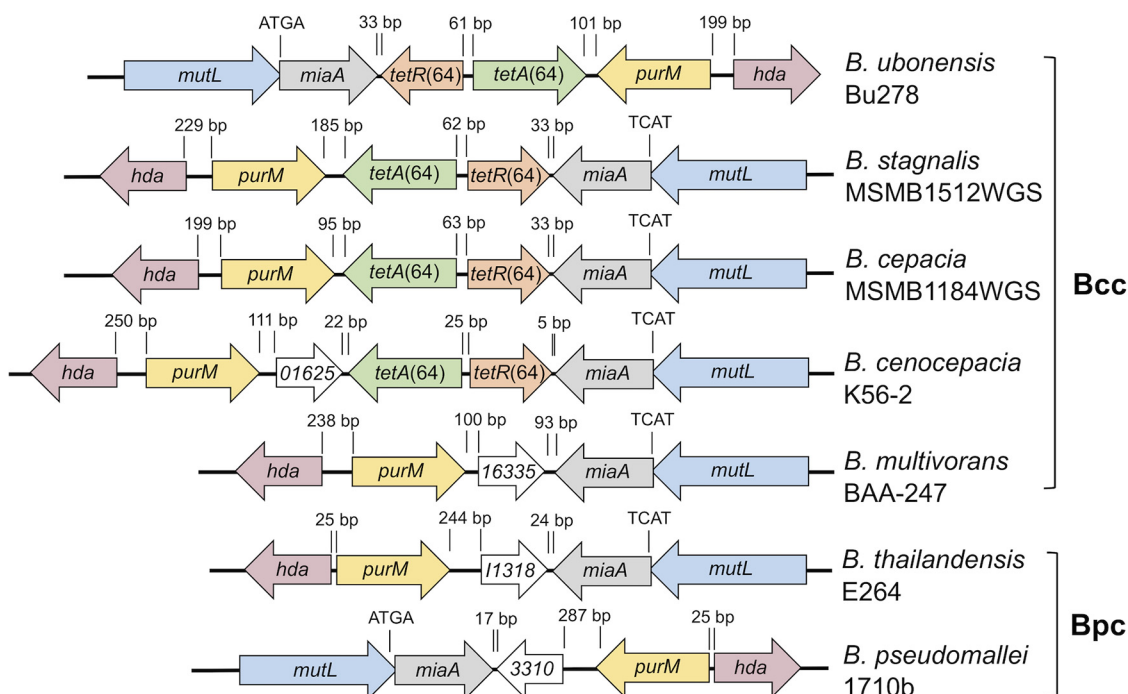 ATGA 33 bp 61 bp 101 bp 199 bp
mutL miaA tetR(64) tetA(64) purM hda
B. ubonensis
Bu278
229 bp 185 bp 62 bp 33 bp TCAT
hda purM tetA(64) tetR(64) miaA mutL
B. stagnalis
MSMB1512WGS
199 bp 95 bp 63 bp 33 bp TCAT
hda purM tetA(64) tetR(64) miaA mutL
B. cepacia
MSMB1184WGS
Bcc
250 bp 111 bp 22 bp 25 bp 5 bp TCAT
hda purM 01625 tetA(64) tetR(64) miaA mutL
B. cenocepacia
K56-2
238 bp 100 bp 93 bp TCAT
hda purM 16335 miaA mutL
B. multivorans
BAA-247
25 bp 244 bp 24 bp TCAT
hda purM I1318 miaA mutL
B. thailandensis
E264
Bpc
ATGA 17 bp 287 bp 25 bp
mutL miaA 3310 purM hda
B. pseudomallei
1710b